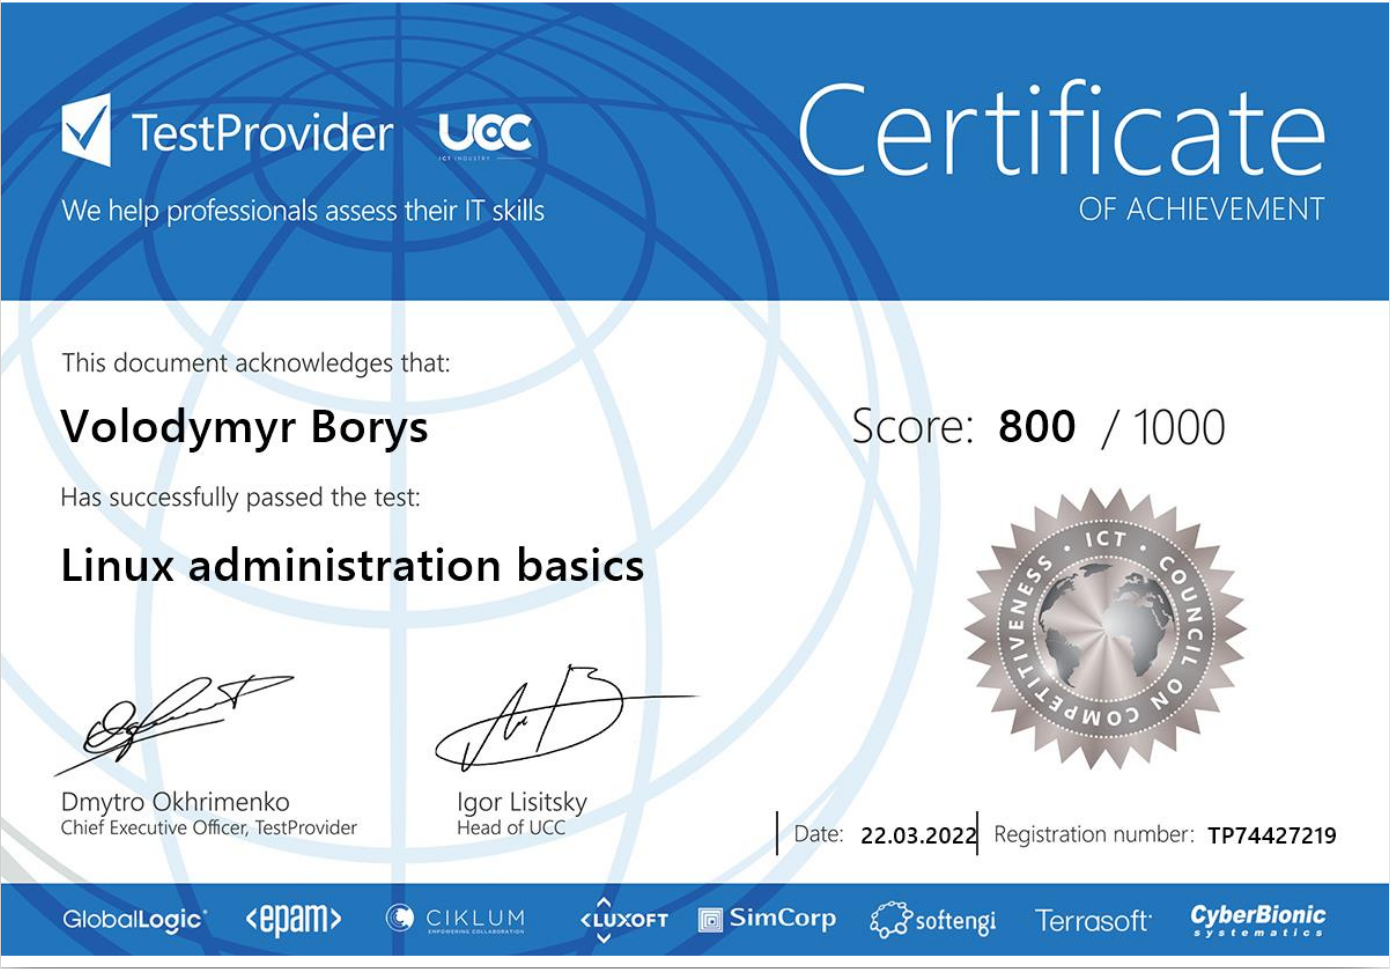 TestProvider
UCC
ICT INDUSTRY
We help professionals assess their IT skills
Certificate
OF ACHIEVEMENT
This document acknowledges that:
Volodymyr Borys
Score: 800 / 1000
Has successfully passed the test:
Linux administration basics
ICT · COUNCIL ON COMPETITIVENESS ·
Dmytro Okhrimenko
Chief Executive Officer, TestProvider
Igor Lisitsky
Head of UCC
Date: 22.03.2022
Registration number: TP74427219
GlobalLogic
<epam>
CIKLUM
EMPOWERING COLLABORATION
<LUXOFT
SimCorp
softengi
Terrasoft
CyberBionic
systematics